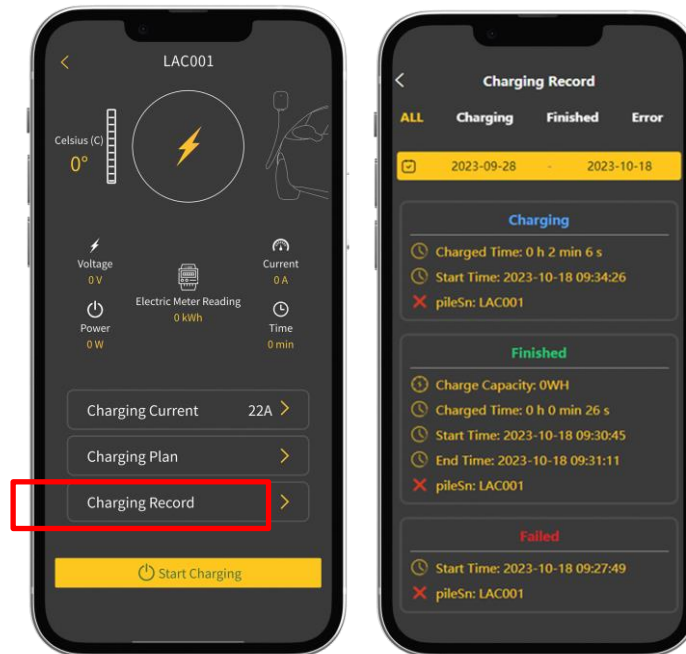 LAC001
Celsius (C)
0°
Voltage
0 V
Current
0 A
Electric Meter Reading
0 kWh
Power
0 W
Time
0 min
Charging Current 22A
Charging Plan
Charging Record
Start Charging
Charging Record
ALL Charging Finished Error
2023-09-28 - 2023-10-18
Charging
Charged Time: 0 h 2 min 6 s
Start Time: 2023-10-18 09:34:26
pileSn: LAC001
Finished
Charge Capacity: 0WH
Charged Time: 0 h 0 min 26 s
Start Time: 2023-10-18 09:30:45
End Time: 2023-10-18 09:31:11
pileSn: LAC001
Failed
Start Time: 2023-10-18 09:27:49
pileSn: LAC001